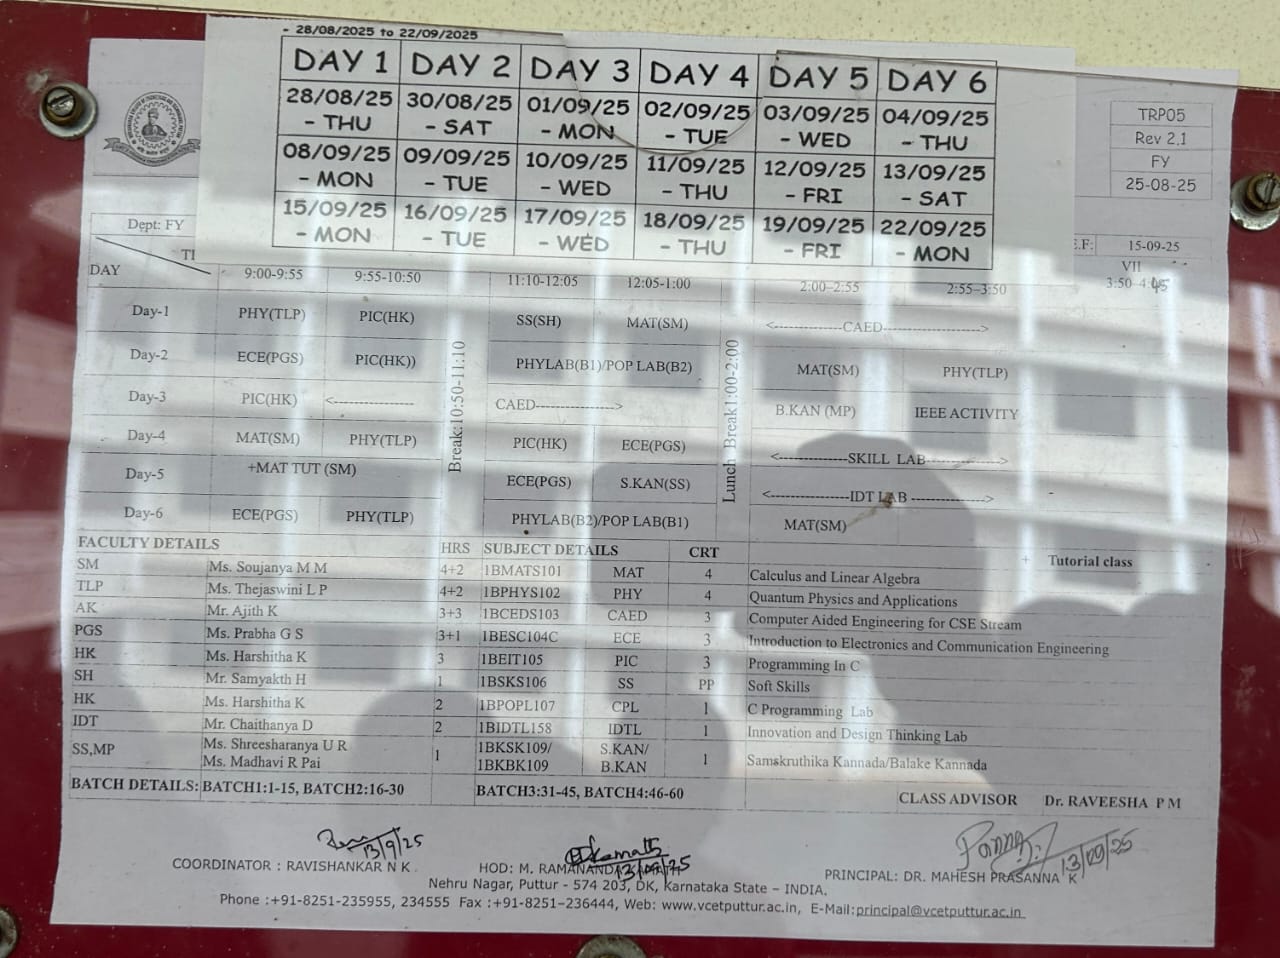 - 28/08/2025 to 22/09/2025
DAY 1 DAY 2 DAY 3 DAY 4 DAY 5 DAY 6
28/08/25 - THU 30/08/25 - SAT 01/09/25 - MON 02/09/25 - TUE 03/09/25 - WED 04/09/25 - THU
08/09/25 - MON 09/09/25 - TUE 10/09/25 - WED 11/09/25 - THU 12/09/25 - FRI 13/09/25 - SAT
15/09/25 - MON 16/09/25 - TUE 17/09/25 - WED 18/09/25 - THU 19/09/25 - FRI 22/09/25 - MON
TRP05
Rev 2.1
FY
25-08-25
Dept: FY .F: 15-09-25
TI VII
DAY 9:00-9:55 9:55-10:50 11:10-12:05 12:05-1:00 2:00-2:55 2:55-3:50 3:50-4:45
Break:10:50-11:10
Lunch Break1:00-2:00
Day-1 PHY(TLP) PIC(HK) SS(SH) MAT(SM) <--------------CAED--------------------->
Day-2 ECE(PGS) PIC(HK)) PHYLAB(B1)/POP LAB(B2) MAT(SM) PHY(TLP)
Day-3 PIC(HK) <---------------- CAED----------------> B.KAN (MP) IEEE ACTIVITY
Day-4 MAT(SM) PHY(TLP) PIC(HK) ECE(PGS) <--------------SKILL LAB--------------->
Day-5 +MAT TUT (SM) ECE(PGS) S.KAN(SS) <----------------IDT LAB --------------->
Day-6 ECE(PGS) PHY(TLP) PHYLAB(B2)/POP LAB(B1) MAT(SM)
FACULTY DETAILS HRS SUBJECT DETAILS CRT + Tutorial class
SM Ms. Soujanya M M 4+2 1BMATS101 MAT 4 Calculus and Linear Algebra
TLP Ms. Thejaswini L P 4+2 1BPHYS102 PHY 4 Quantum Physics and Applications
AK Mr. Ajith K 3+3 1BCEDS103 CAED 3 Computer Aided Engineering for CSE Stream
PGS Ms. Prabha G S 3+1 1BESC104C ECE 3 Introduction to Electronics and Communication Engineering
HK Ms. Harshitha K 3 1BEIT105 PIC 3 Programming In C
SH Mr. Samyakth H 1 1BSKS106 SS PP Soft Skills
HK Ms. Harshitha K 2 1BPOPL107 CPL 1 C Programming Lab
IDT Mr. Chaithanya D 2 1BIDTL158 IDTL 1 Innovation and Design Thinking Lab
SS,MP Ms. Shreesharanya U R 1 1BKSK109/ S.KAN/ 1 Samskruthika Kannada/Balake Kannada
Ms. Madhavi R Pai 1BKBK109 B.KAN
BATCH DETAILS: BATCH1:1-15, BATCH2:16-30 BATCH3:31-45, BATCH4:46-60 CLASS ADVISOR Dr. RAVEESHA P M
13/9/25 13/09/25 13/09/25
COORDINATOR : RAVISHANKAR N K HOD: M. RAMANANDA KAMATH PRINCIPAL: DR. MAHESH PRASANNA K
Nehru Nagar, Puttur - 574 203, DK, Karnataka State – INDIA.
Phone :+91-8251-235955, 234555 Fax :+91-8251-236444, Web: www.vcetputtur.ac.in, E-Mail:principal@vcetputtur.ac.in